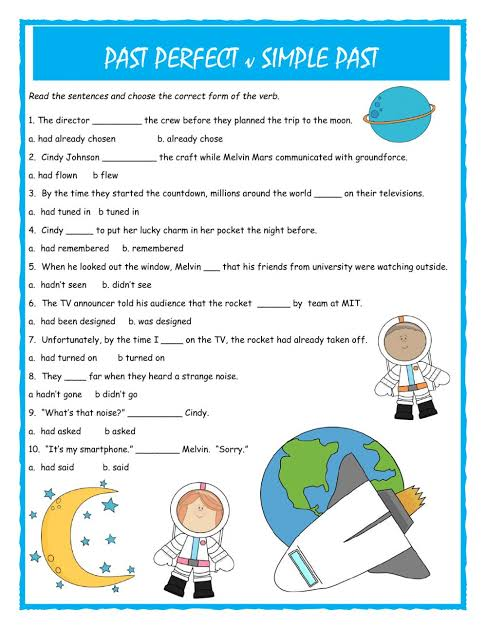 PAST PERFECT v SIMPLE PAST
Read the sentences and choose the correct form of the verb.
1. The director __________ the crew before they planned the trip to the moon.
a. had already chosen b. already chose
2. Cindy Johnson ___________ the craft while Melvin Mars communicated with groundforce.
a. had flown b flew
3. By the time they started the countdown, millions around the world _____ on their televisions.
a. had tuned in b tuned in
4. Cindy _____ to put her lucky charm in her pocket the night before.
a. had remembered b. remembered
5. When he looked out the window, Melvin ___ that his friends from university were watching outside.
a. hadn't seen b. didn't see
6. The TV announcer told his audience that the rocket ______ by team at MIT.
a. had been designed b. was designed
7. Unfortunately, by the time I ____ on the TV, the rocket had already taken off.
a. had turned on b turned on
8. They ____ far when they heard a strange noise.
a hadn't gone b didn't go
9. "What's that noise?" ___________ Cindy.
a. had asked b asked
10. "It's my smartphone." ________ Melvin. "Sorry."
a. had said b. said